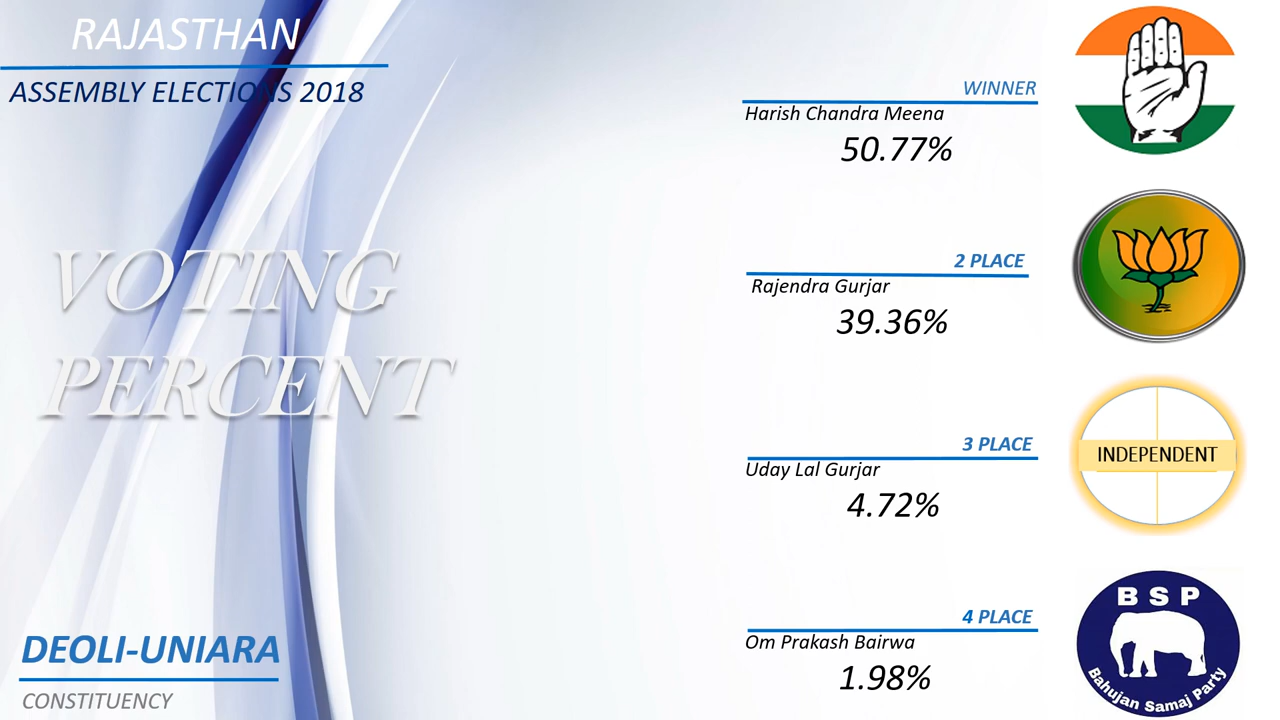 RAJASTHAN
ASSEMBLY ELECTIONS 2018
VOTING
PERCENT
DEOLI-UNIARA
CONSTITUENCY
WINNER
Harish Chandra Meena
50.77%
2 PLACE
Rajendra Gurjar
39.36%
3 PLACE
Uday Lal Gurjar
4.72%
INDEPENDENT
4 PLACE
Om Prakash Bairwa
1.98%
BSP
Bahujan Samaj Party